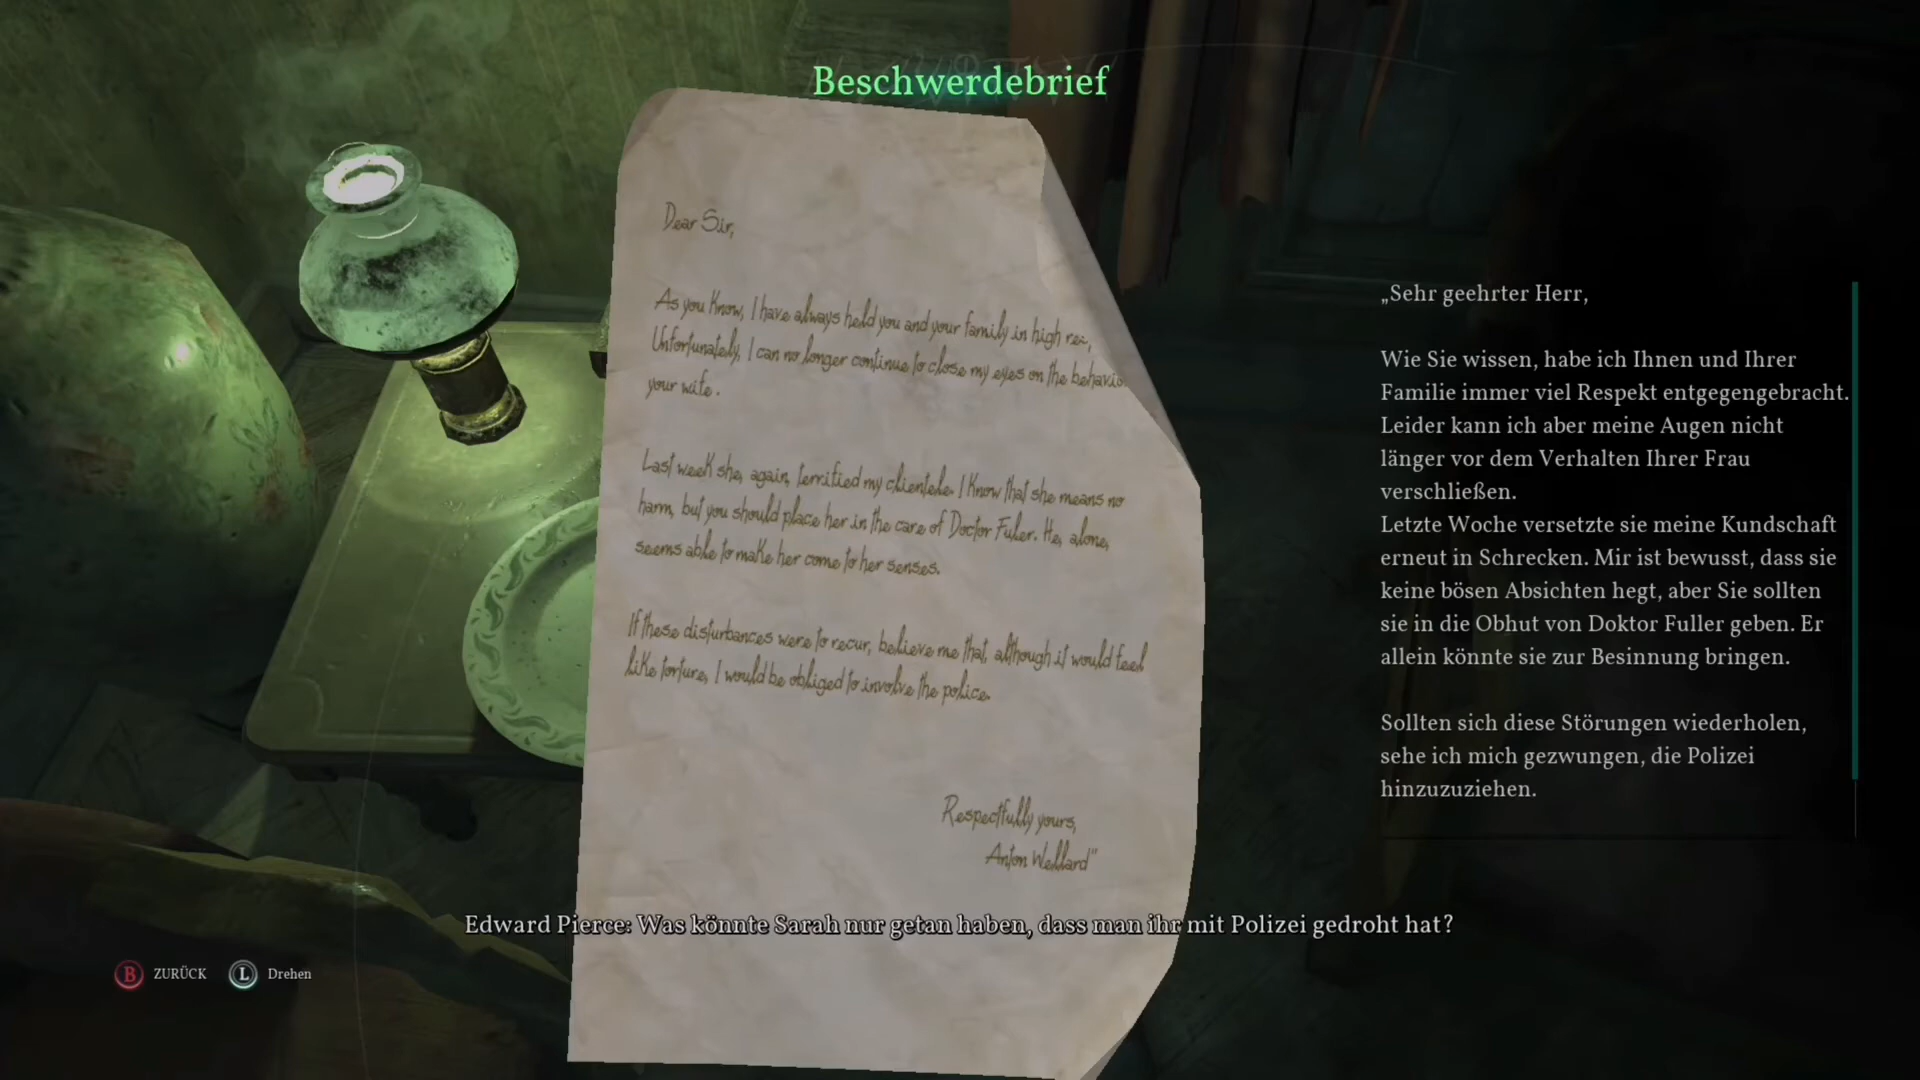 Beschwerdebrief
Dear Sir,
As you know, I have always held you and your family in high
Unfortunately, I can no longer continue to close my eyes on the
your wife.
Last week she, again, terrified my clientele. I know that she means no
harm, but you should place her in the care of Doctor Fuler. He, alone,
seems able to make her come to her senses.
If these disturbances were to recur, believe me that, although it would feel
like torture, I would be obliged to involve the police.
Respectfully yours,
Anton Wellard"
„Sehr geehrter Herr,
Wie Sie wissen, habe ich Ihnen und Ihrer
Familie immer viel Respekt entgegengebracht.
Leider kann ich aber meine Augen nicht
länger vor dem Verhalten Ihrer Frau
verschließen.
Letzte Woche versetzte sie meine Kundschaft
erneut in Schrecken. Mir ist bewusst, dass sie
keine bösen Absichten hegt, aber Sie sollten
sie in die Obhut von Doktor Fuller geben. Er
allein könnte sie zur Besinnung bringen.
Sollten sich diese Störungen wiederholen,
sehe ich mich gezwungen, die Polizei
hinzuzuziehen.
Edward Pierce: Was könnte Sarah nur getan haben, dass man ihr mit Polizei gedroht hat?
B ZURÜCK L Drehen